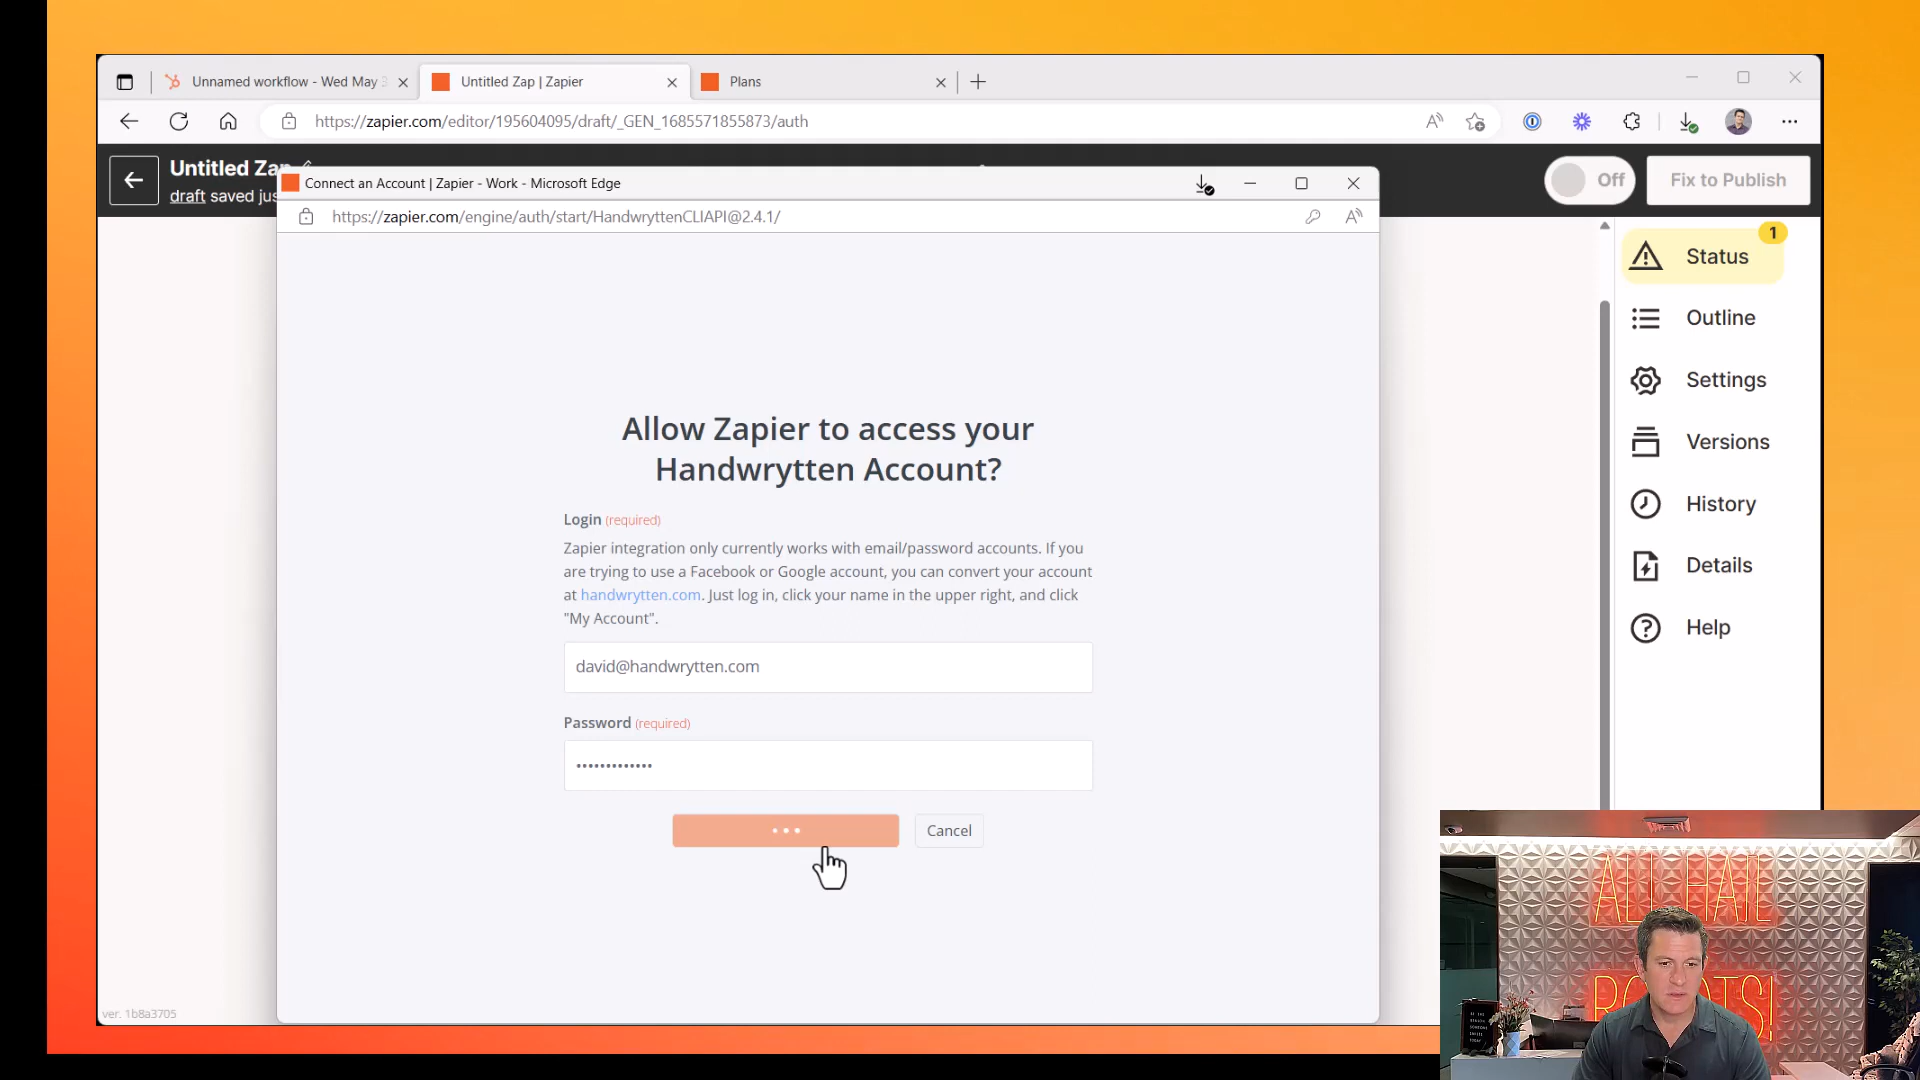 Unnamed workflow - Wed May 3
Untitled Zap | Zapier
Plans
https://zapier.com/editor/195604095/draft/_GEN_1685571855873/auth
Untitled Zap
draft saved jus
Off
Fix to Publish
Connect an Account | Zapier - Work - Microsoft Edge
https://zapier.com/engine/auth/start/HandwryttenCLIAPI@2.4.1/
1
Status
Outline
Settings
Versions
History
Details
Help
Allow Zapier to access your
Handwrytten Account?
Login (required)
Zapier integration only currently works with email/password accounts. If you
are trying to use a Facebook or Google account, you can convert your account
at handwrytten.com. Just log in, click your name in the upper right, and click
"My Account".
david@handwrytten.com
Password (required)
•••••••••••••
Cancel
ver. 1b8a3705
ALL HAIL